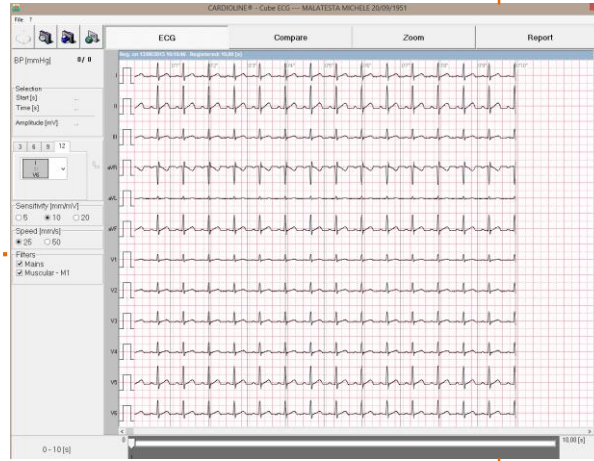 CARDIOLINE® - Cube ECG ---- MALATESTA MICHELE 20/09/1951
File ?
ECG Compare Zoom Report
BP [mmHg] 0/ 0
Selection
Start [s] ...
Time [s] ...
Amplitude [mV] ...
3 6 9 12
I
V6
Sensitivity [mm/mV]
5 10 20
Speed [mm/s]
25 50
Filters
Mains
Muscular - M1
I
II
III
aVR
aVL
aVF
V1
V2
V3
V4
V5
V6
0 - 10 [s]
0
10,00 [s]